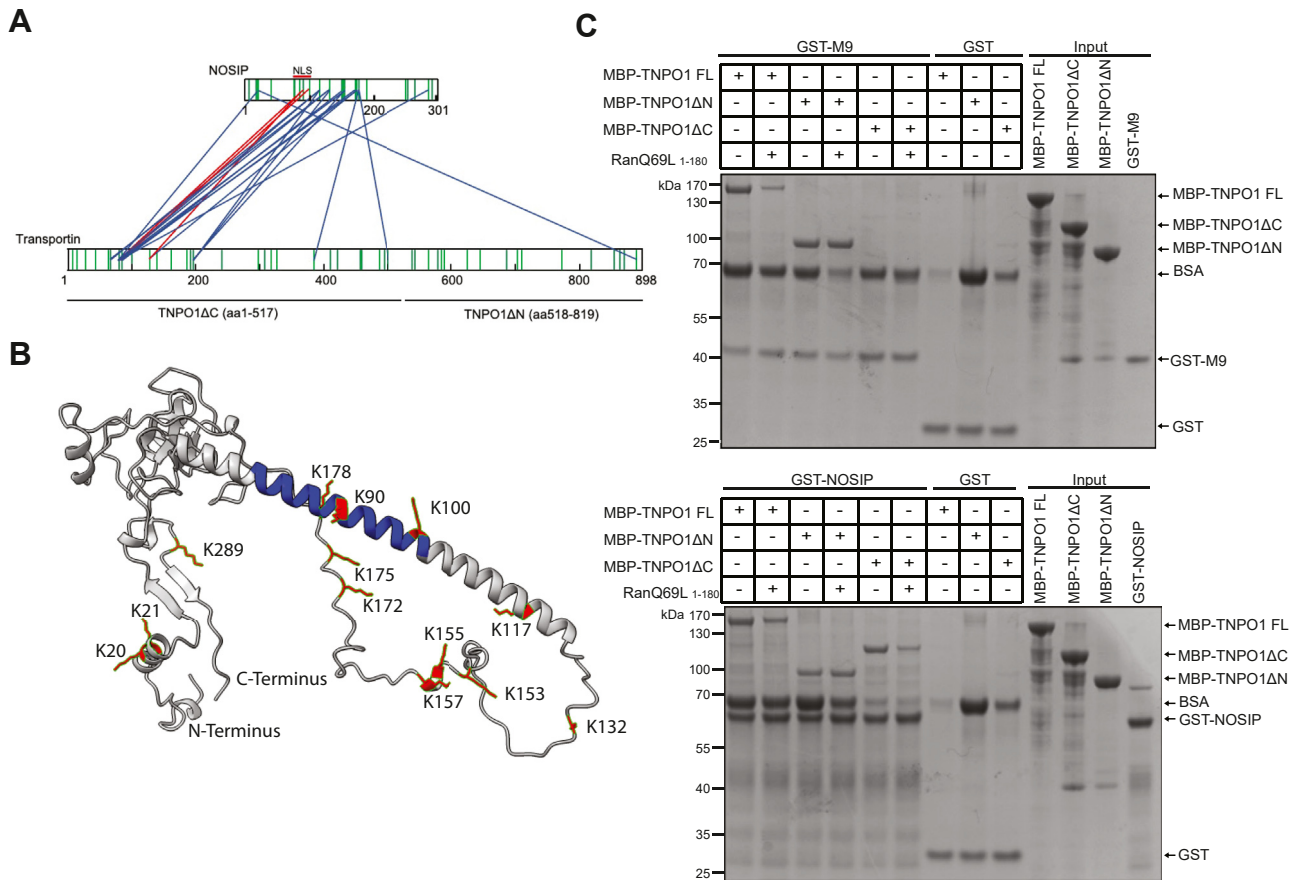 A
NOSIP
NLS
1 200 301
Transportin
1 200 400 600 800 898
TNPO1ΔC (aa1-517)
TNPO1ΔN (aa518-819)
B
K178
K90
K100
K289
K175
K172
K21
K20
K117
K155
K157
K153
K132
C-Terminus
N-Terminus
C
GST-M9 GST Input
MBP-TNPO1 FL + + - - - - + - -
MBP-TNPO1ΔN - - + + - - - + -
MBP-TNPO1ΔC - - - - + + - - +
RanQ69L 1-180 - + - + - + - - -
MBP-TNPO1 FL
MBP-TNPO1ΔC
MBP-TNPO1ΔN
GST-M9
kDa 170
130
100
70
55
40
35
25
MBP-TNPO1 FL
MBP-TNPO1ΔC
MBP-TNPO1ΔN
BSA
GST-M9
GST
GST-NOSIP GST Input
MBP-TNPO1 FL + + - - - - + - -
MBP-TNPO1ΔN - - + + - - - + -
MBP-TNPO1ΔC - - - - + + - - +
RanQ69L 1-180 - + - + - + - - -
MBP-TNPO1 FL
MBP-TNPO1ΔC
MBP-TNPO1ΔN
GST-NOSIP
kDa 170
130
100
70
55
40
35
25
MBP-TNPO1 FL
MBP-TNPO1ΔC
MBP-TNPO1ΔN
BSA
GST-NOSIP
GST